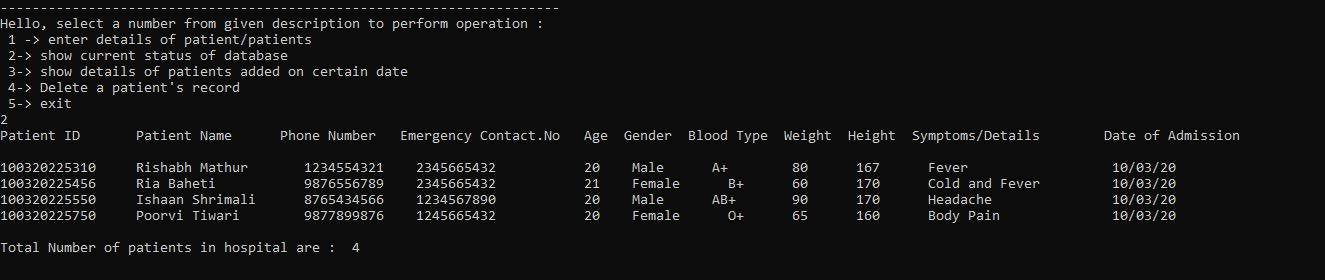 ----------------------------------------------------------------------
Hello, select a number from given description to perform operation :
1 -> enter details of patient/patients
2-> show current status of database
3-> show details of patients added on certain date
4-> Delete a patient's record
5-> exit
2
Patient ID Patient Name Phone Number Emergency Contact.No Age Gender Blood Type Weight Height Symptoms/Details Date of Admission
100320225310 Rishabh Mathur 1234554321 2345665432 20 Male A+ 80 167 Fever 10/03/20
100320225456 Ria Baheti 9876556789 2345665432 21 Female B+ 60 170 Cold and Fever 10/03/20
100320225550 Ishaan Shrimali 8765434566 1234567890 20 Male AB+ 90 170 Headache 10/03/20
100320225750 Poorvi Tiwari 9877899876 1245665432 20 Female O+ 65 160 Body Pain 10/03/20
Total Number of patients in hospital are : 4